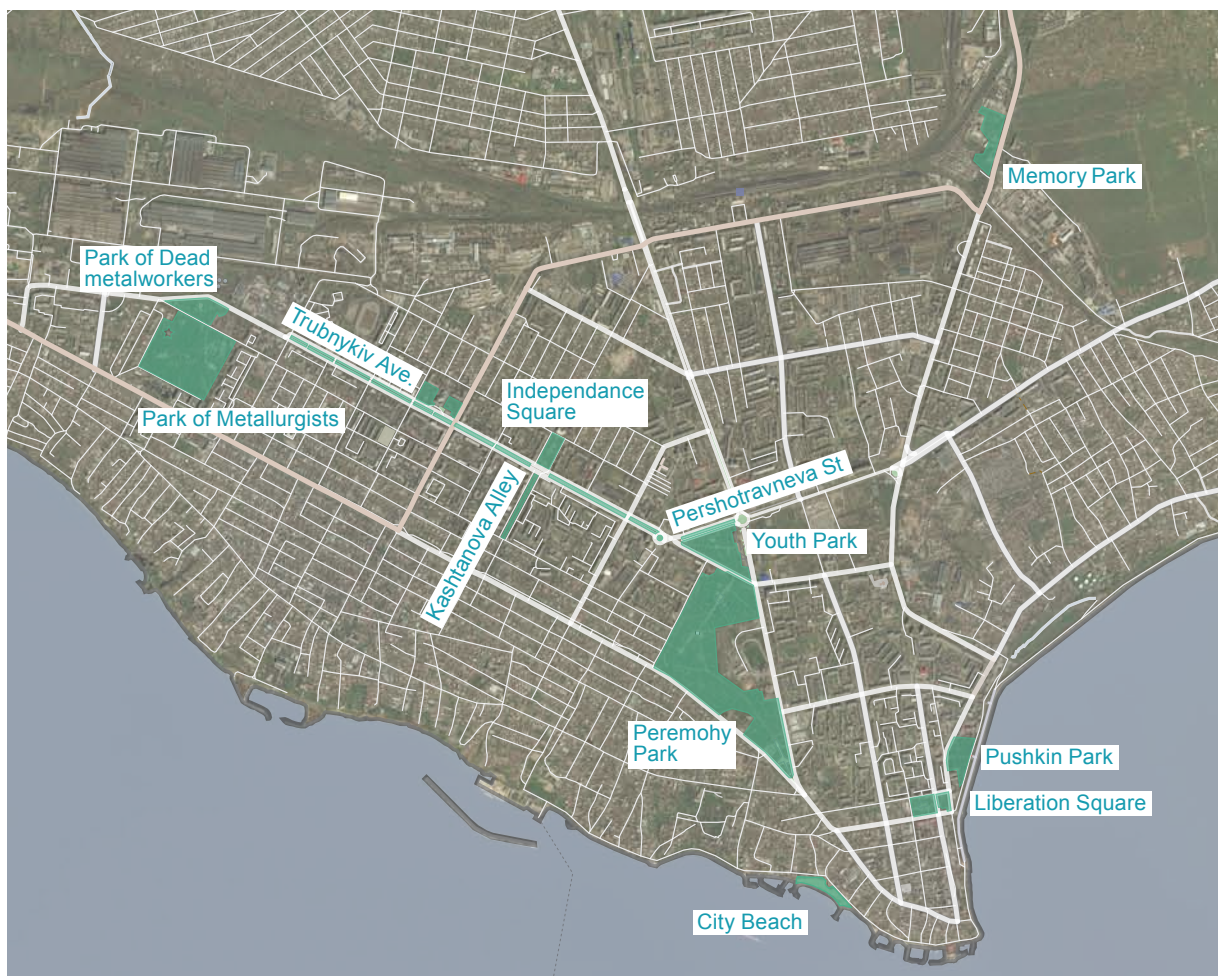 Memory Park
Park of Dead
metalworkers
Trubnykiv Ave.
Independance
Square
Park of Metallurgists
Kashtanova Alley
Pershotravneva St
Youth Park
Peremohy
Park
Pushkin Park
Liberation Square
City Beach